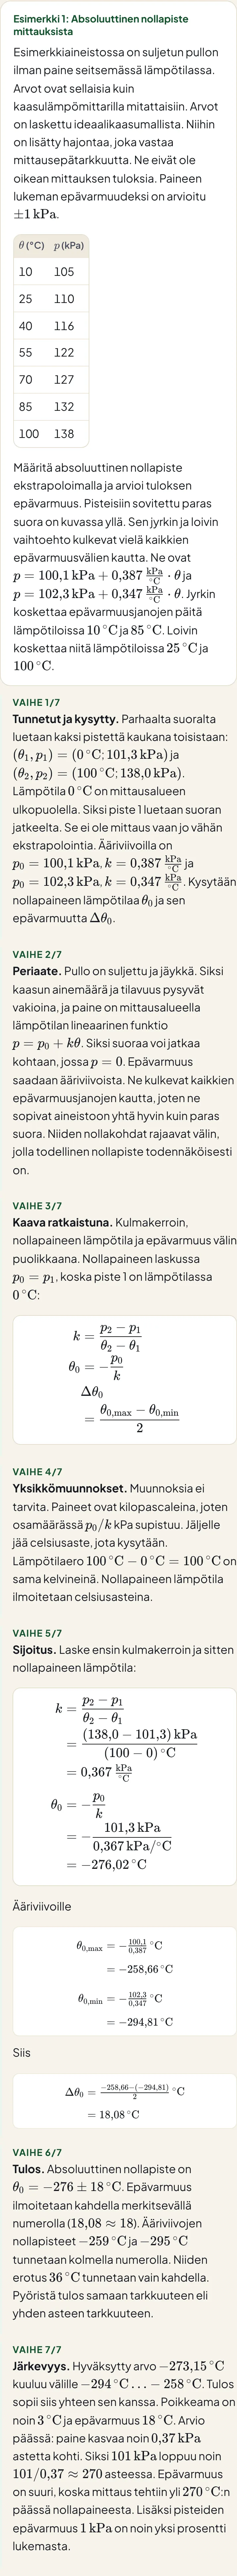 Esimerkki 1: Absoluuttinen nollapiste
mittauksista
Esimerkkiaineistossa on suljetun pullon
ilman paine seitsemässä lämpötilassa.
Arvot ovat sellaisia kuin
kaasulämpömittarilla mitattaisiin. Arvot
on laskettu ideaalikaasumallista. Niihin
on lisätty hajontaa, joka vastaa
mittausepätarkkuutta. Ne eivät ole
oikean mittauksen tuloksia. Paineen
lukeman epävarmuudeksi on arvioitu
±1 kPa.
θ (°C) p (kPa)
10 105
25 110
40 116
55 122
70 127
85 132
100 138
Määritä absoluuttinen nollapiste
ekstrapoloimalla ja arvioi tuloksen
epävarmuus. Pisteisiin sovitettu paras
suora on kuvassa yllä. Sen jyrkin ja loivin
vaihtoehto kulkevat vielä kaikkien
epävarmuusvälien kautta. Ne ovat
p = 100,1 kPa + 0,387 kPa/°C · θ ja
p = 102,3 kPa + 0,347 kPa/°C · θ. Jyrkin
koskettaa epävarmuusjanojen päitä
lämpötiloissa 10 °C ja 85 °C. Loivin
koskettaa niitä lämpötiloissa 25 °C ja
100 °C.
VAIHE 1/7
Tunnetut ja kysytty. Parhaalta suoralta
luetaan kaksi pistettä kaukana toisistaan:
(θ₁, p₁) = (0 °C; 101,3 kPa) ja
(θ₂, p₂) = (100 °C; 138,0 kPa).
Lämpötila 0 °C on mittausalueen
ulkopuolella. Siksi piste 1 luetaan suoran
jatkeelta. Se ei ole mittaus vaan jo vähän
ekstrapolointia. Ääriviivoilla on
p₀ = 100,1 kPa, k = 0,387 kPa/°C ja
p₀ = 102,3 kPa, k = 0,347 kPa/°C. Kysytään
nollapaineen lämpötilaa θ₀ ja sen
epävarmuutta Δθ₀.
VAIHE 2/7
Periaate. Pullo on suljettu ja jäykkä. Siksi
kaasun ainemäärä ja tilavuus pysyvät
vakioina, ja paine on mittausalueella
lämpötilan lineaarinen funktio
p = p₀ + kθ. Siksi suoraa voi jatkaa
kohtaan, jossa p = 0. Epävarmuus
saadaan ääriviivoista. Ne kulkevat kaikkien
epävarmuusjanojen kautta, joten ne
sopivat aineistoon yhtä hyvin kuin paras
suora. Niiden nollakohdat rajaavat välin,
jolla todellinen nollapiste todennäköisesti
on.
VAIHE 3/7
Kaava ratkaistuna. Kulmakerroin,
nollapaineen lämpötila ja epävarmuus välin
puolikkaana. Nollapaineen laskussa
p₀ = p₁, koska piste 1 on lämpötilassa
0 °C:
k = (p₂ − p₁)/(θ₂ − θ₁)
θ₀ = −p₀/k
Δθ₀
= (θ₀,max − θ₀,min)/2
VAIHE 4/7
Yksikkömuunnokset. Muunnoksia ei
tarvita. Paineet ovat kilopascaleina, joten
osamäärässä p₀/k kPa supistuu. Jäljelle
jää celsiusaste, jota kysytään.
Lämpötilaero 100 °C − 0 °C = 100 °C on
sama kelvineinä. Nollapaineen lämpötila
ilmoitetaan celsiusasteina.
VAIHE 5/7
Sijoitus. Laske ensin kulmakerroin ja sitten
nollapaineen lämpötila:
k = (p₂ − p₁)/(θ₂ − θ₁)
= (138,0 − 101,3) kPa/(100 − 0) °C
= 0,367 kPa/°C
θ₀ = −p₀/k
= −101,3 kPa/0,367 kPa/°C
= −276,02 °C
Ääriviivoille
θ₀,max = −100,1/0,387 °C
= −258,66 °C
θ₀,min = −102,3/0,347 °C
= −294,81 °C
Siis
Δθ₀ = −258,66−(−294,81)/2 °C
= 18,08 °C
VAIHE 6/7
Tulos. Absoluuttinen nollapiste on
θ₀ = −276 ± 18 °C. Epävarmuus
ilmoitetaan kahdella merkitsevällä
numerolla (18,08 ≈ 18). Ääriviivojen
nollapisteet −259 °C ja −295 °C
tunnetaan kolmella numerolla. Niiden
erotus 36 °C tunnetaan vain kahdella.
Pyöristä tulos samaan tarkkuuteen eli
yhden asteen tarkkuuteen.
VAIHE 7/7
Järkevyys. Hyväksytty arvo −273,15 °C
kuuluu välille −294 °C … −258 °C. Tulos
sopii siis yhteen sen kanssa. Poikkeama on
noin 3 °C ja epävarmuus 18 °C. Arvio
päässä: paine kasvaa noin 0,37 kPa
astetta kohti. Siksi 101 kPa loppuu noin
101/0,37 ≈ 270 asteessa. Epävarmuus
on suuri, koska mittaus tehtiin yli 270 °C:n
päässä nollapaineesta. Lisäksi pisteiden
epävarmuus 1 kPa on noin yksi prosentti
lukemasta.